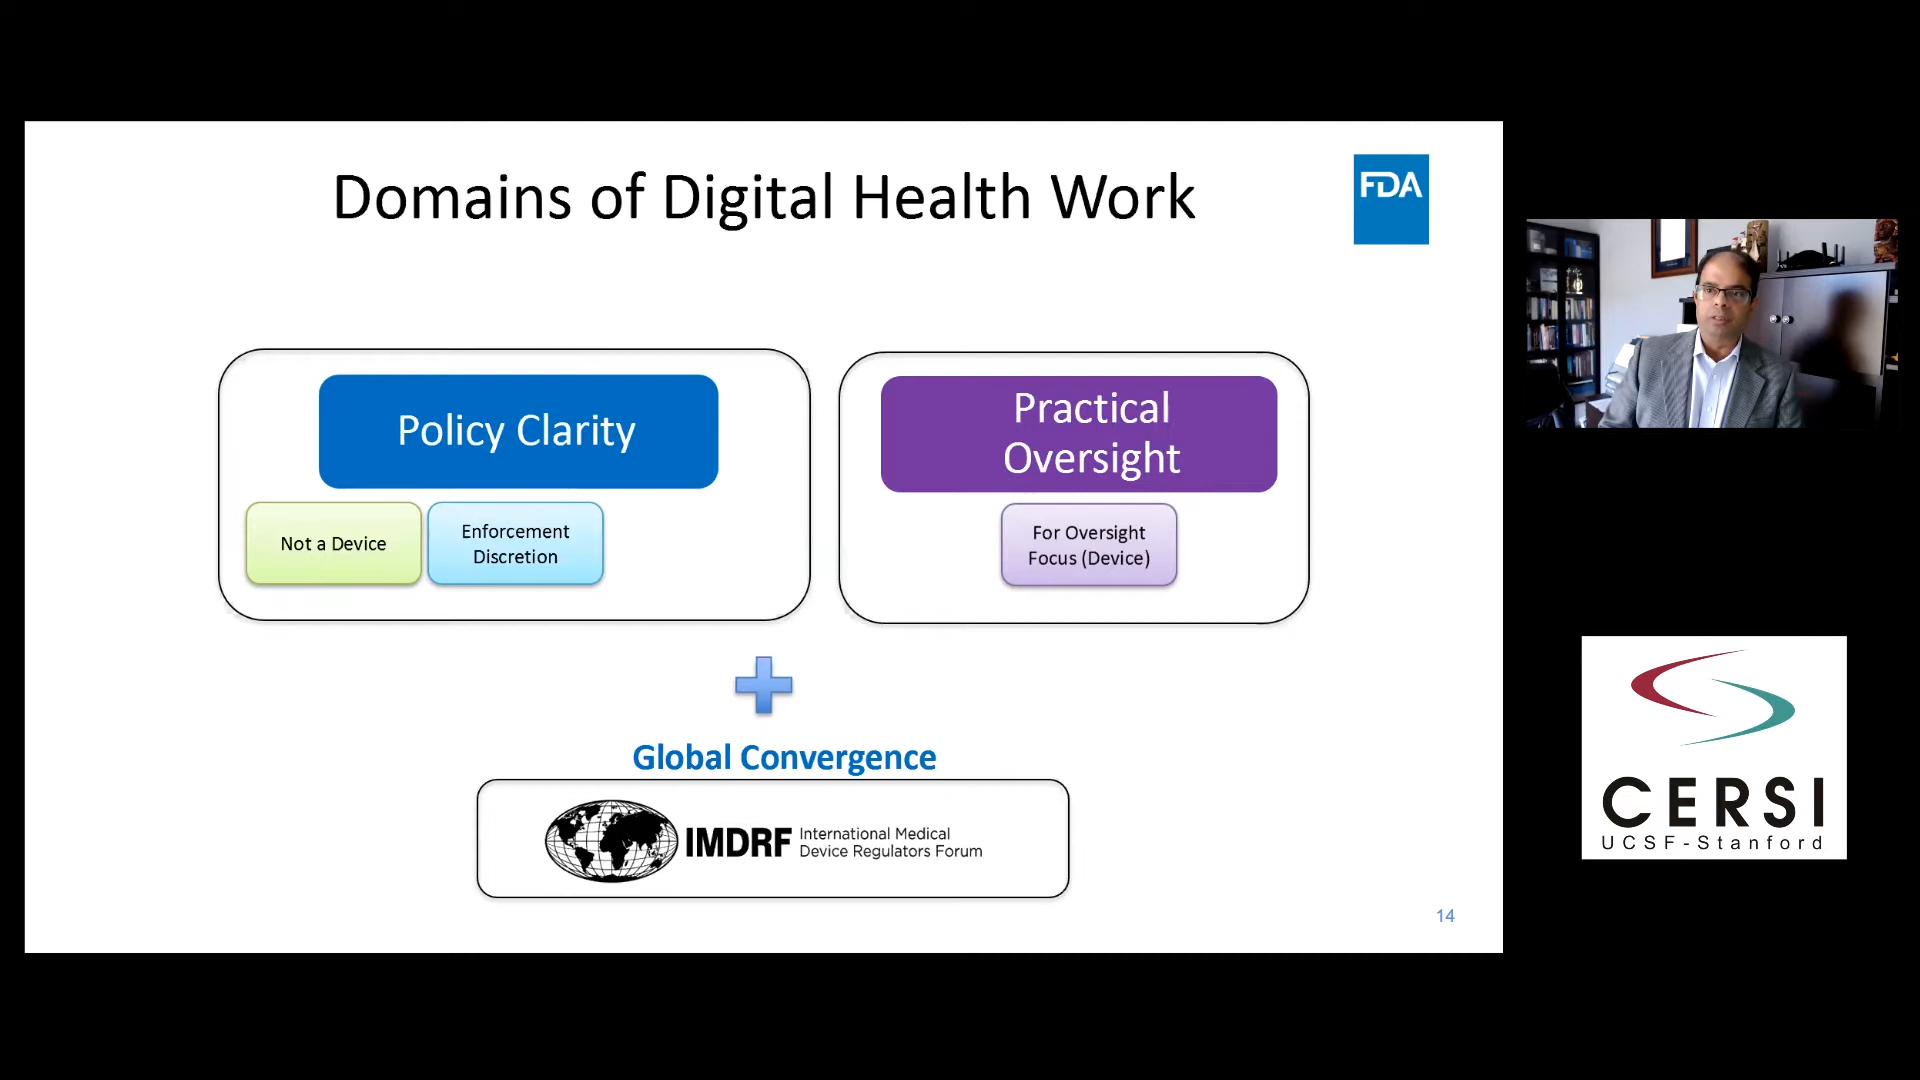 Domains of Digital Health Work
FDA
Policy Clarity
Not a Device
Enforcement
Discretion
Practical
Oversight
For Oversight
Focus (Device)
Global Convergence
IMDRF
International Medical
Device Regulators Forum
14
CERSI
UCSF-Stanford